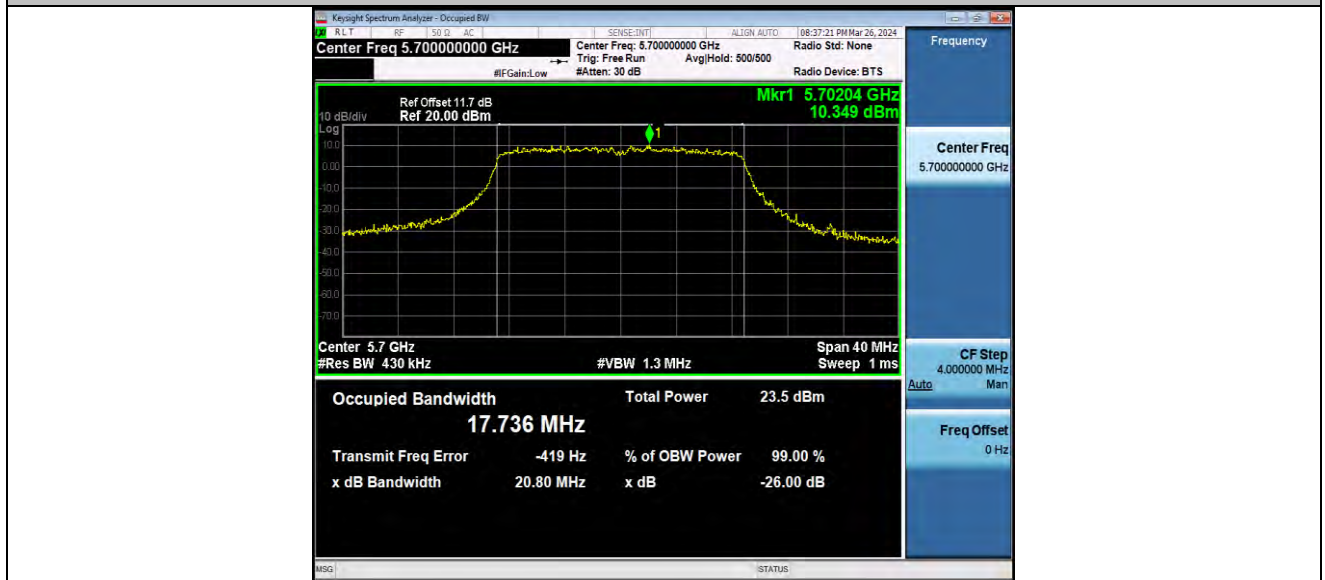 Keysight Spectrum Analyzer - Occupied BW
RLT RF 50 Ω AC SENSE:INT ALIGN AUTO 08:37:21 PM Mar 26, 2024
Center Freq 5.700000000 GHz
Center Freq: 5.700000000 GHz
Radio Std: None
Trig: Free Run Avg|Hold: 500/500
#IFGain:Low #Atten: 30 dB Radio Device: BTS
Frequency
Mkr1 5.70204 GHz
10.349 dBm
Ref Offset 11.7 dB
10 dB/div Ref 20.00 dBm
Log
10.0
0.00
-10.0
-20.0
-30.0
-40.0
-50.0
-60.0
-70.0
1
Center 5.7 GHz Span 40 MHz
#Res BW 430 kHz #VBW 1.3 MHz Sweep 1 ms
Occupied Bandwidth Total Power 23.5 dBm
17.736 MHz
Transmit Freq Error -419 Hz % of OBW Power 99.00 %
x dB Bandwidth 20.80 MHz x dB -26.00 dB
Center Freq
5.700000000 GHz
CF Step
4.000000 MHz
Auto Man
Freq Offset
0 Hz
MSG STATUS